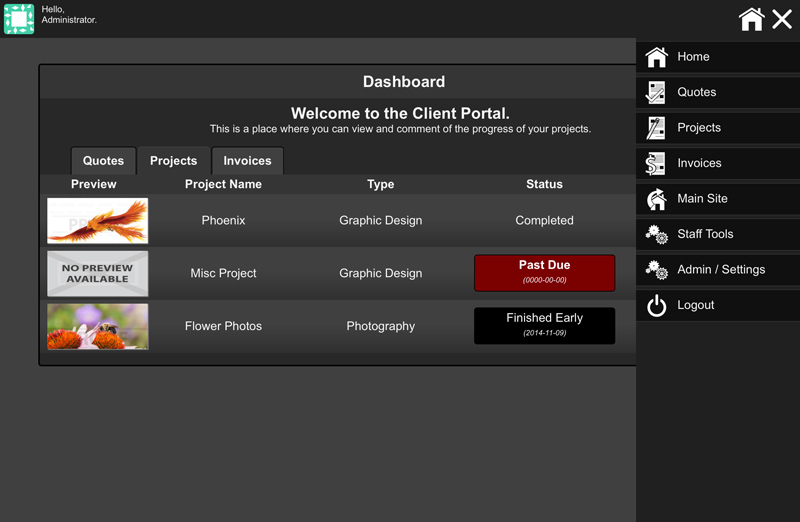 Hello,
Administrator.
Dashboard
Welcome to the Client Portal.
This is a place where you can view and comment of the progress of your projects.
Quotes Projects Invoices
Preview Project Name Type Status
Phoenix Graphic Design Completed
NO PREVIEW
AVAILABLE
Misc Project Graphic Design Past Due
(0000-00-00)
Flower Photos Photography Finished Early
(2014-11-09)
Home
Quotes
Projects
Invoices
Main Site
Staff Tools
Admin / Settings
Logout